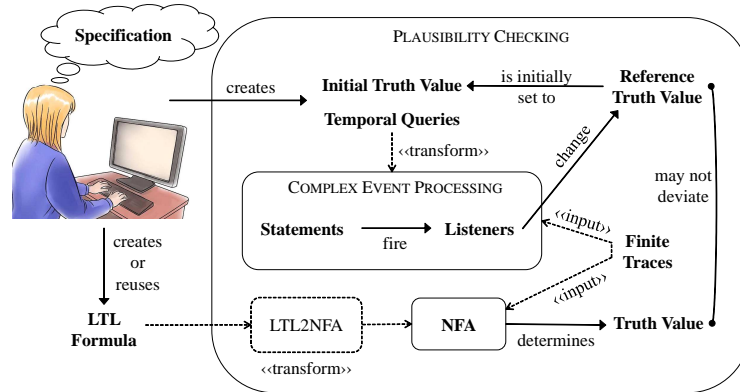 Specification
PLAUSIBILITY CHECKING
creates
Initial Truth Value
is initially
set to
Reference
Truth Value
Temporal Queries
‹‹transform››
change
COMPLEX EVENT PROCESSING
Statements
fire
Listeners
‹‹input››
may not
deviate
Finite
Traces
‹‹input››
creates
or
reuses
LTL
Formula
LTL2NFA
‹‹transform››
NFA
determines
Truth Value